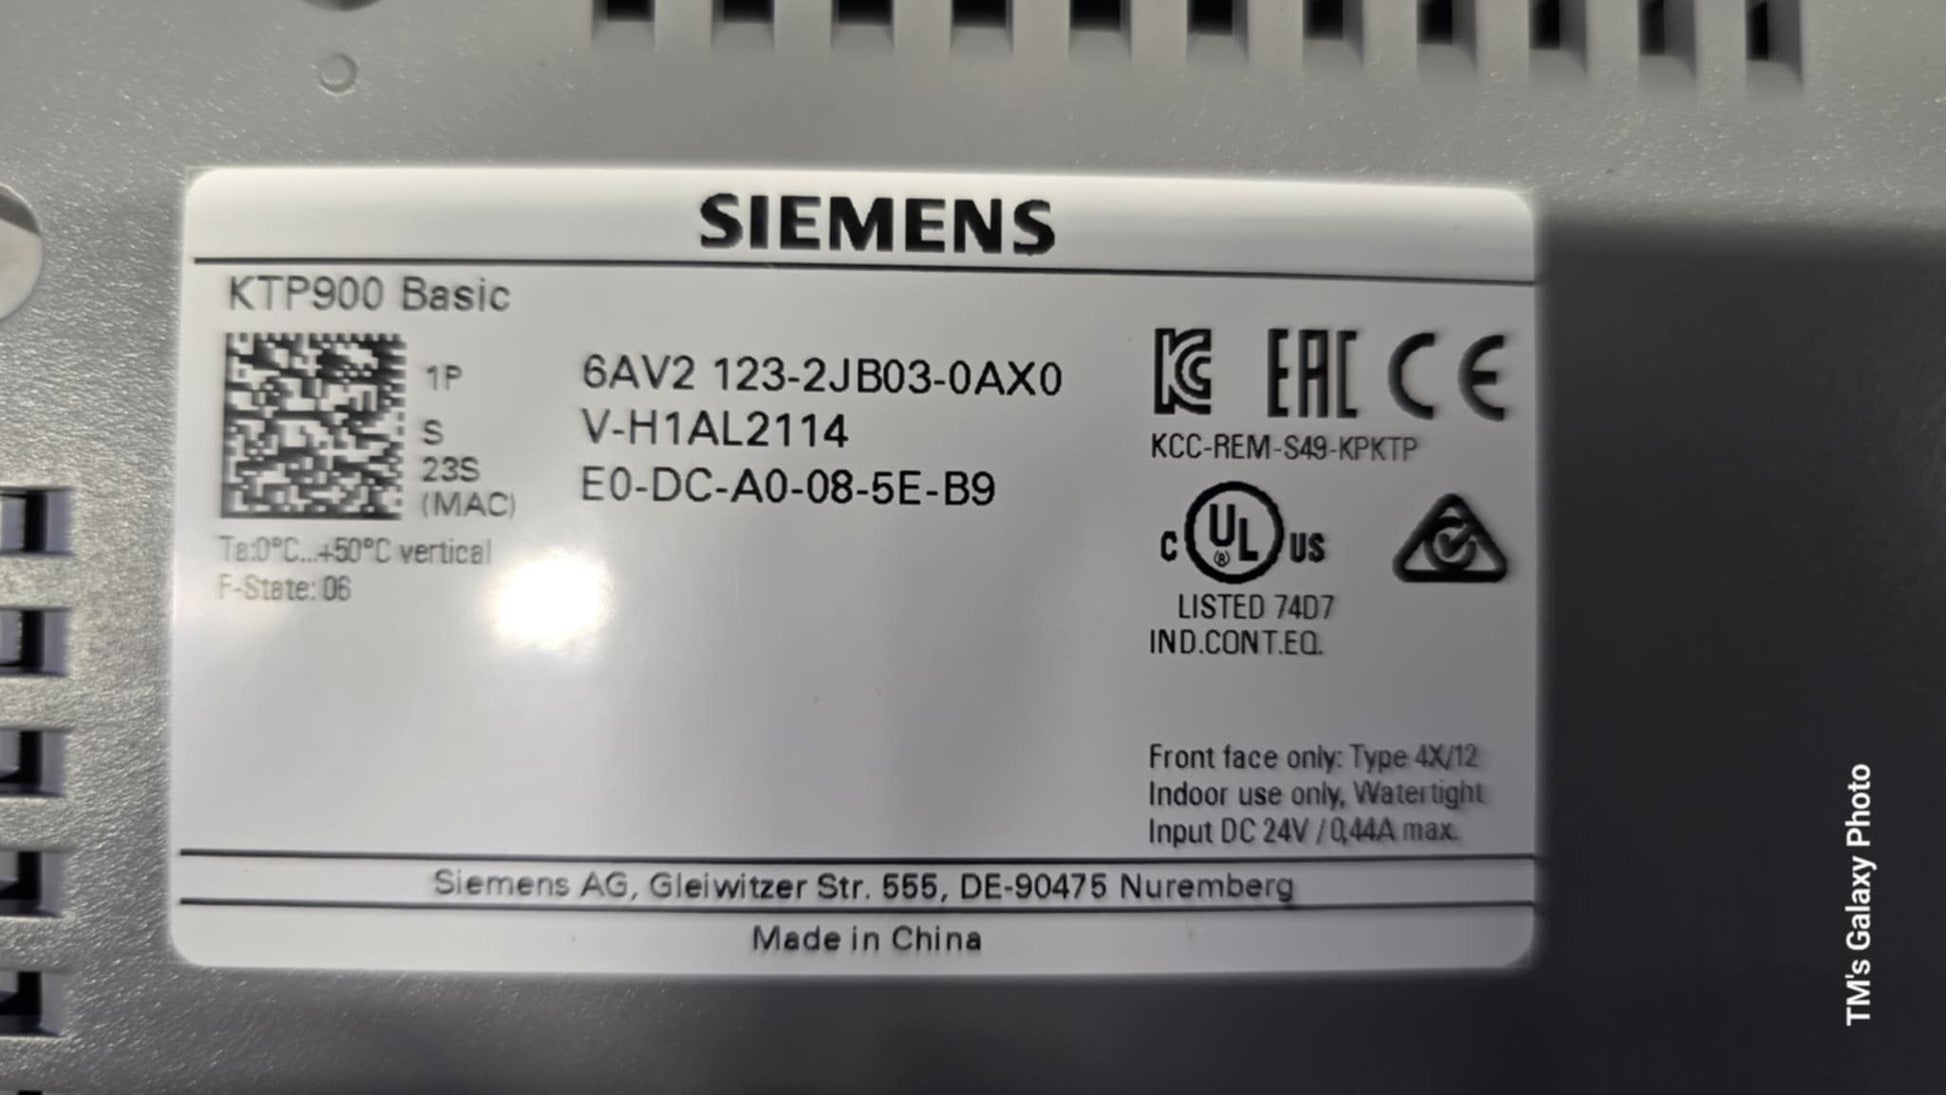 SIEMENS
KTP900 Basic
1P 6AV2 123-2JB03-0AX0
S V-H1AL2114
23S E0-DC-A0-08-5E-B9
(MAC)
Ta:0°C...+50°C vertical
F-State: 06
KC EAC CE
KCC-REM-S49-KPKTP
C UL US
®
LISTED 74D7
IND.CONT.EQ.
Front face only: Type 4X/12
Indoor use only, Watertight
Input DC 24V / 0,44A max.
Siemens AG, Gleiwitzer Str. 555, DE-90475 Nuremberg
Made in China
TM's Galaxy Photo